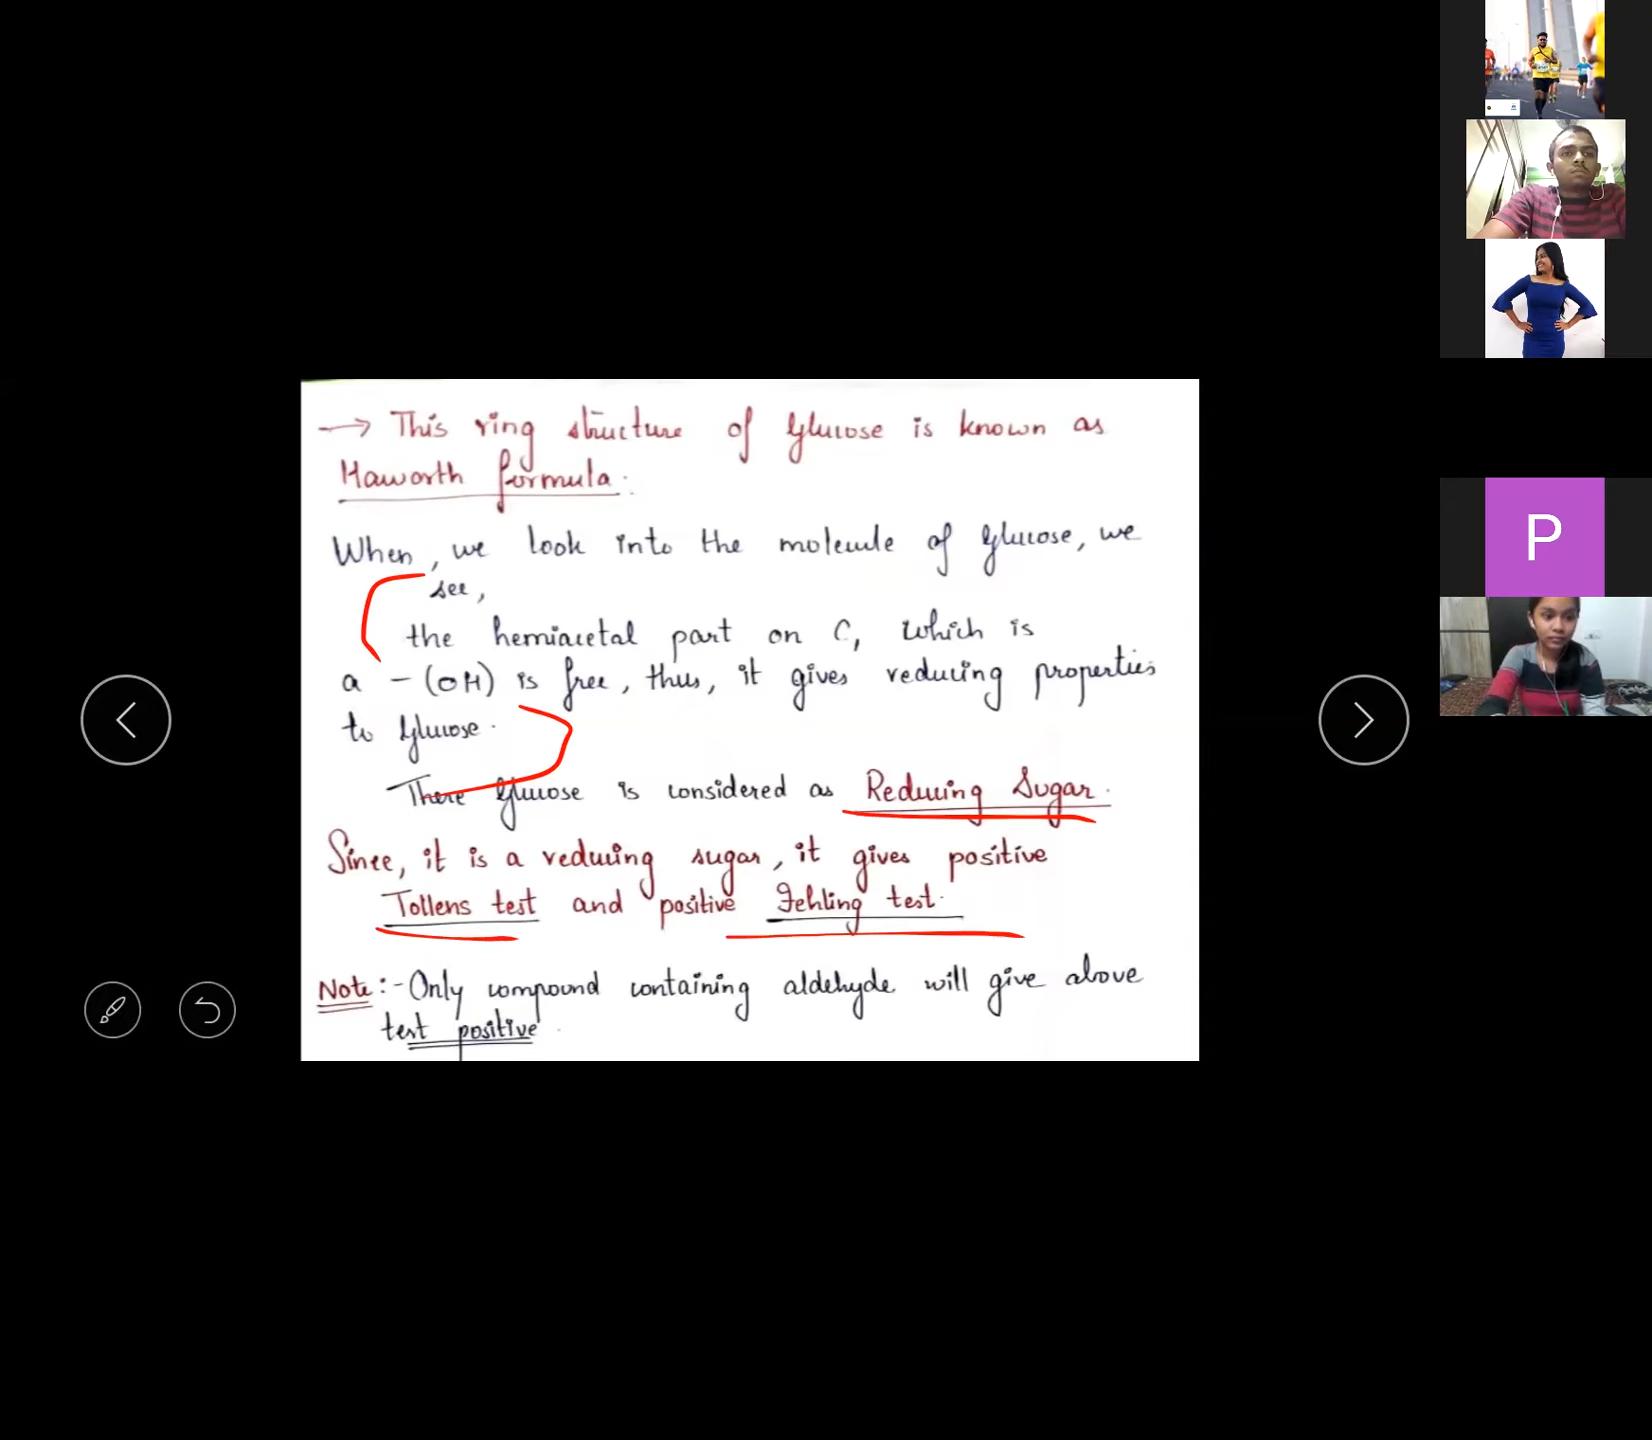 → This ring structure of Glucose is known as
Haworth formula.
When, we look into the molecule of Glucose, we
see,
the hemiacetal part on C, which is
a -(OH) is free, thus, it gives reducing properties
to Glucose.
There Glucose is considered as Reducing Sugar.
Since, it is a reducing sugar, it gives positive
Tollens test and positive Fehling test.
Note:- Only compound containing aldehyde will give above
test positive
P